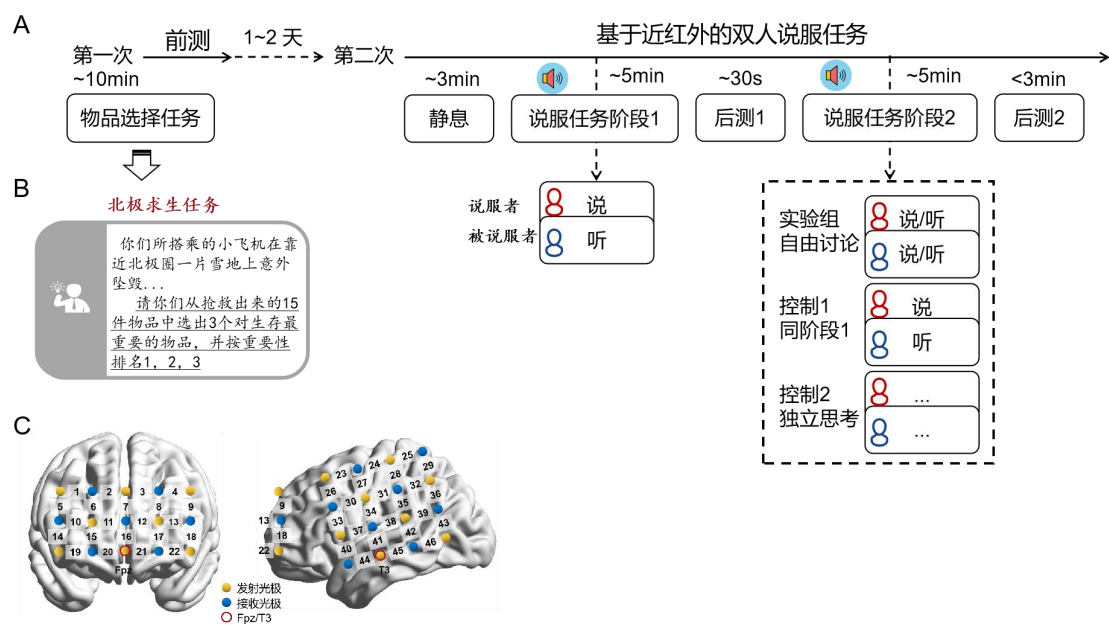 A
第一次
前测
1~2 天
第二次
基于近红外的双人说服任务
~10min
物品选择任务
~3min
静息
~5min
说服任务阶段1
~30s
后测1
~5min
说服任务阶段2
<3min
后测2
B
北极求生任务
你们所搭乘的小飞机在靠
近北极圈一片雪地上意外
坠毁...
请你们从抢救出来的15
件物品中选出3个对生存最
重要的物品，并按重要性
排名1，2，3
说服者
说
被说服者
听
实验组
自由讨论
说/听
说/听
控制1
同阶段1
说
听
控制2
独立思考
...
...
C
1 2 3 4
5 6 7 8 9
10 11 12 13
14 15 16 17 18
19 20 21 22
Fpz
23 24 25
26 27 28 29
9 30 31 32
13 33 34 35 36
18 37 38 39
22 40 41 42 43
44 45 46
T3
发射光极
接收光极
Fpz/T3